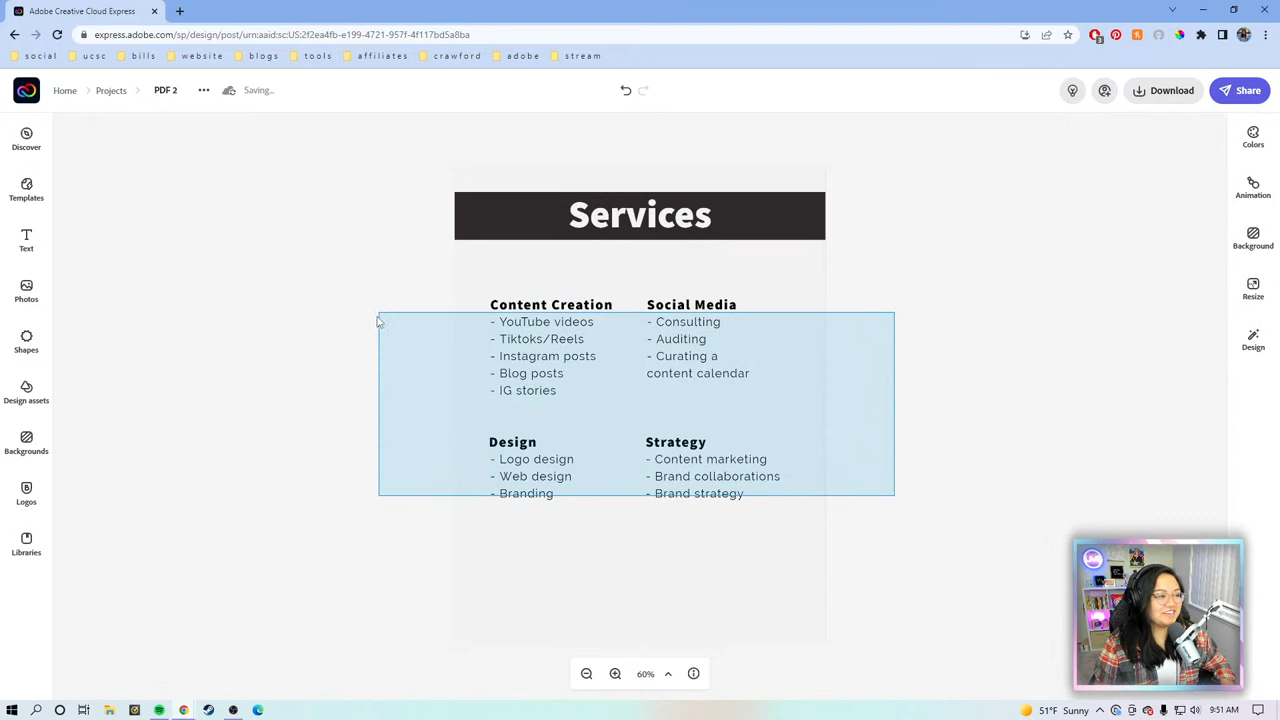 Adobe Creative Cloud Express
express.adobe.com/sp/design/post/urn:aaid:sc:US:2f2ea4fb-e199-4721-957f-4f117bd5a8ba
social
ucsc
bills
website
blogs
tools
affiliates
crawford
adobe
stream
Home
Projects
PDF 2
Saving...
Download
Share
Discover
Templates
Text
Photos
Shapes
Design assets
Backgrounds
Logos
Libraries
Services
Content Creation
- YouTube videos
- Tiktoks/Reels
- Instagram posts
- Blog posts
- IG stories
Social Media
- Consulting
- Auditing
- Curating a
content calendar
Design
- Logo design
- Web design
- Branding
Strategy
- Content marketing
- Brand collaborations
- Brand strategy
Colors
Animation
Background
Resize
Design
60%
51°F Sunny
9:51 AM